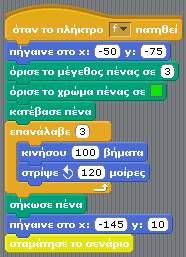 όταν το πλήκτρο f πατηθεί
πήγαινε στο x: -50 y: -75
όρισε το μέγεθος πένας σε 3
όρισε το χρώμα πένας σε
κατέβασε πένα
επανάλαβε 3
κινήσου 100 βήματα
στρίψε 120 μοίρες
σήκωσε πένα
πήγαινε στο x: -145 y: 10
σταμάτησε το σενάριο